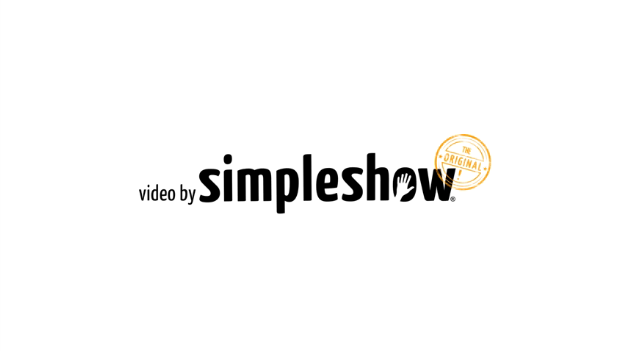 video by simpleshow®
THE
ORIGINAL
!